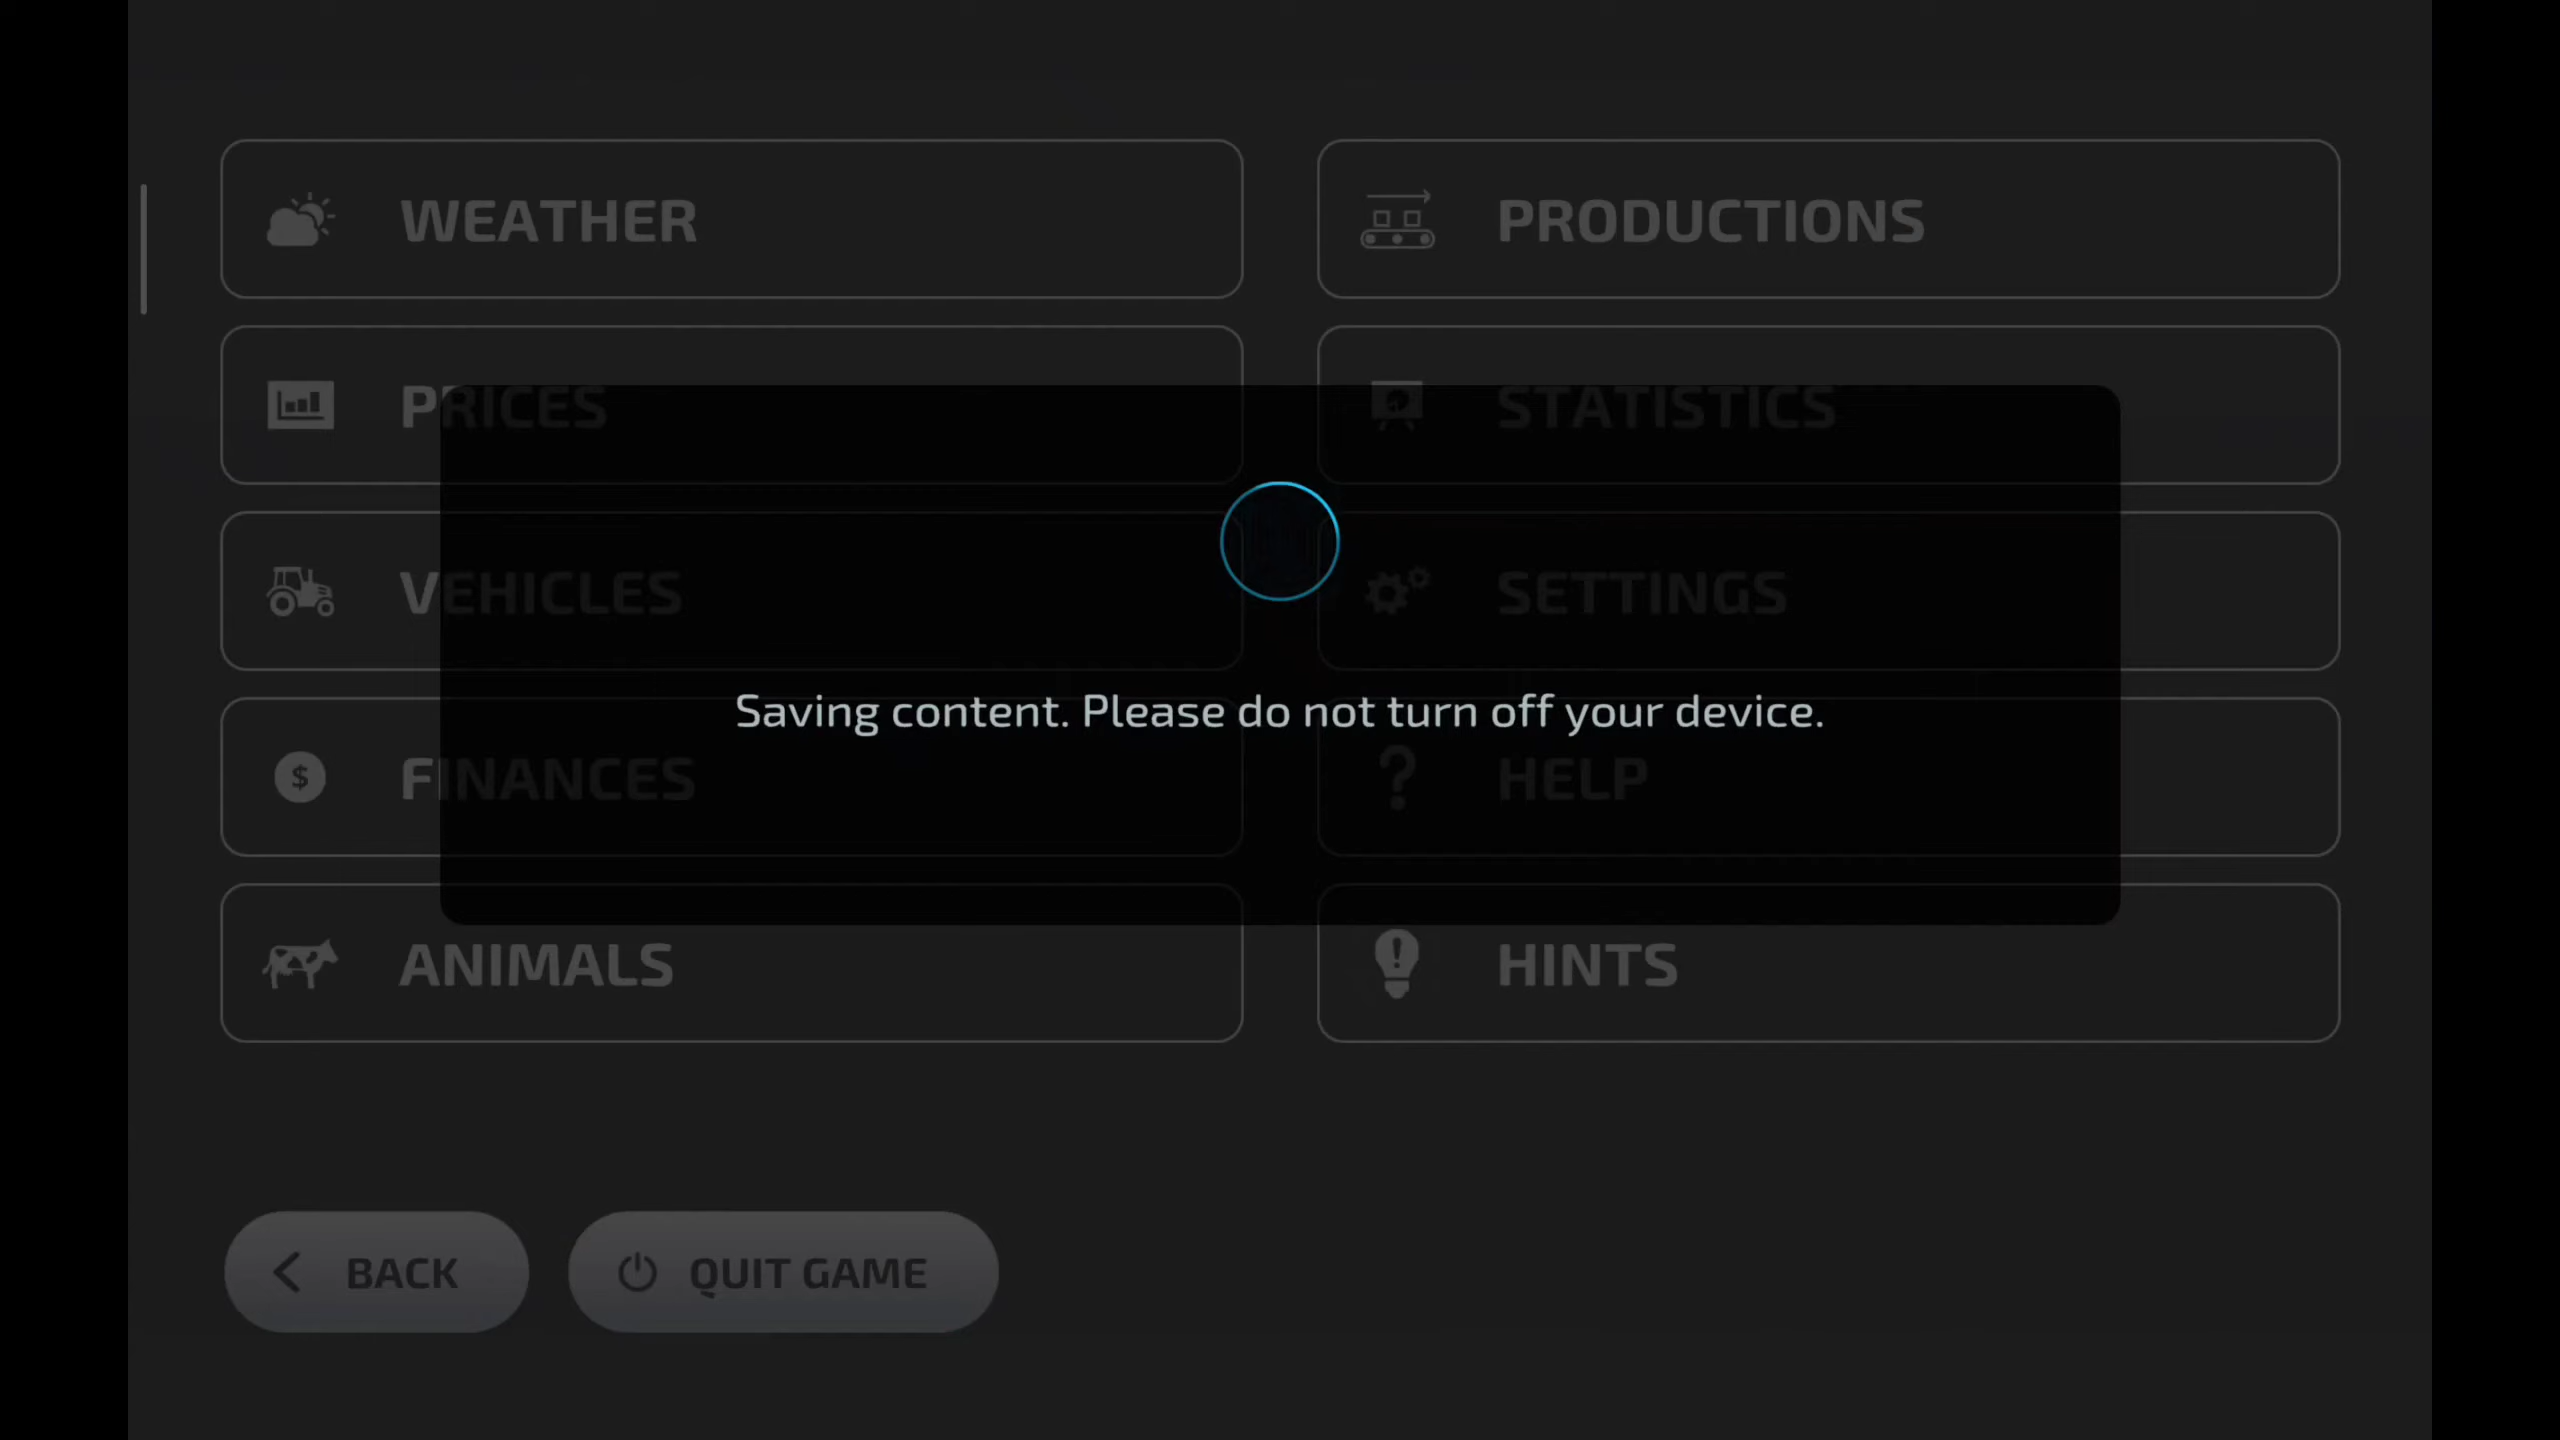 WEATHER
PRODUCTIONS
PRICES
STATISTICS
VEHICLES
SETTINGS
Saving content. Please do not turn off your device.
FINANCES
HELP
ANIMALS
HINTS
BACK
QUIT GAME